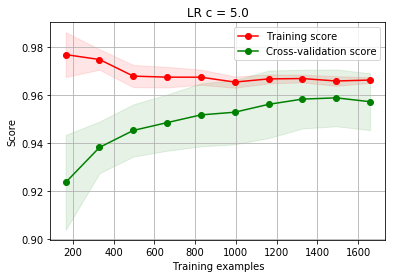 LR c = 5.0
Training score
Cross-validation score
0.98
0.96
0.94
0.92
0.90
Score
200 400 600 800 1000 1200 1400 1600
Training examples